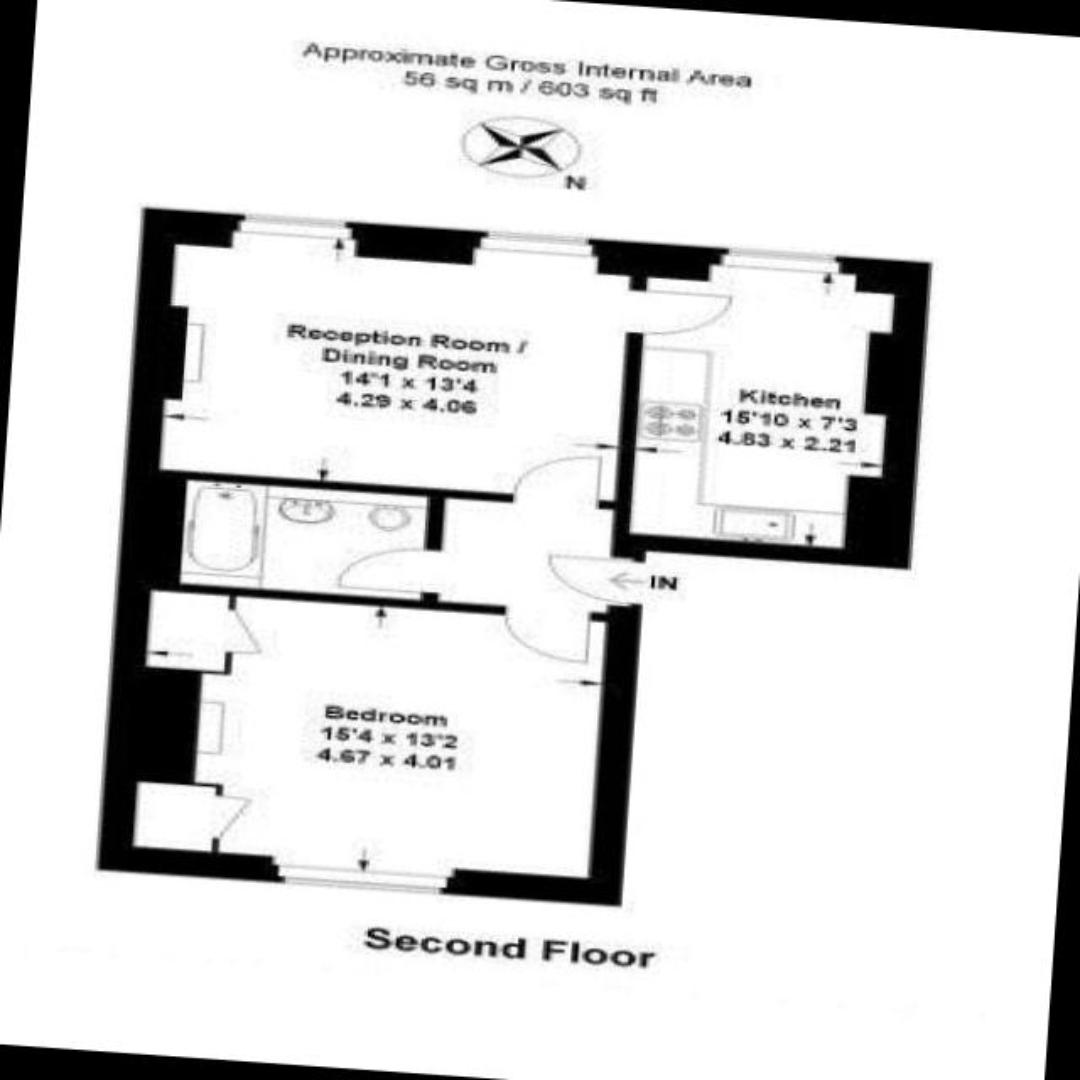 Approximate Gross Internal Area
56 sq m / 603 sq ft
N
Reception Room /
Dining Room
14'1 x 13'4
4.29 x 4.06
Kitchen
15'10 x 7'3
4.83 x 2.21
IN
Bedroom
15'4 x 13'2
4.67 x 4.01
Second Floor